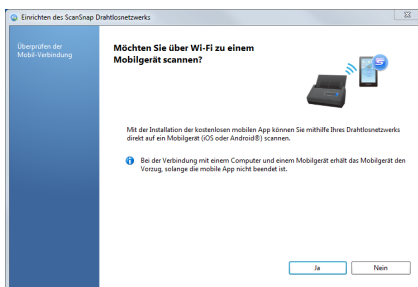 Einrichten des ScanSnap Drahtlosnetzwerks
Überprüfen der
Mobil-Verbindung
Möchten Sie über Wi-Fi zu einem
Mobilgerät scannen?
Mit der Installation der kostenlosen mobilen App können Sie mithilfe Ihres Drahtlosnetzwerks
direkt auf ein Mobilgerät (iOS oder Android®) scannen.
Bei der Verbindung mit einem Computer und einem Mobilgerät erhält das Mobilgerät den
Vorzug, solange die mobile App nicht beendet ist.
Ja
Nein